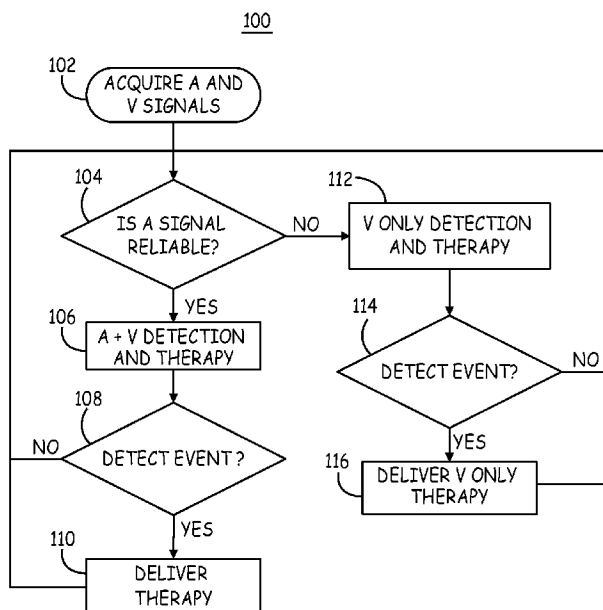 100
102
ACQUIRE A AND
V SIGNALS
104
IS A SIGNAL
RELIABLE?
NO
YES
106
A + V DETECTION
AND THERAPY
108
DETECT EVENT ?
NO
YES
110
DELIVER
THERAPY
112
V ONLY DETECTION
AND THERAPY
114
DETECT EVENT?
NO
YES
116
DELIVER V ONLY
THERAPY